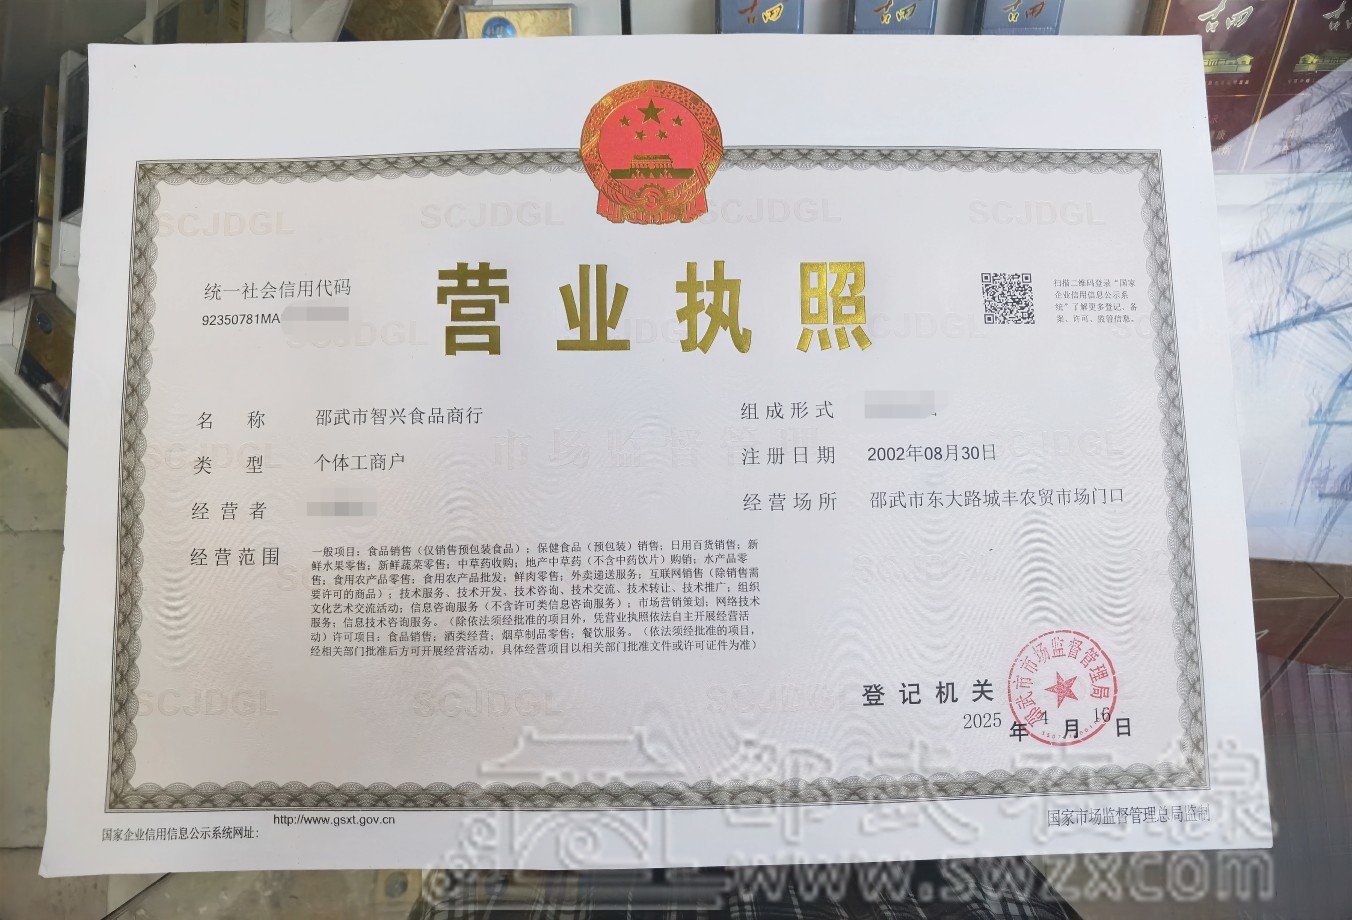 统一社会信用代码
92350781MA
营业执照
扫描二维码登录“国家
企业信用信息公示系
统”了解更多登记、备
案、许可、监管信息。
名称 邵武市智兴食品商行
组成形式
类型 个体工商户
注册日期 2002年08月30日
经营者
经营场所 邵武市东大路城丰农贸市场门口
经营范围
一般项目：食品销售（仅销售预包装食品）；保健食品（预包装）销售；日用百货销售；新
鲜水果零售；新鲜蔬菜零售；中草药收购；地产中草药（不含中药饮片）购销；水产品零
售；食用农产品零售；食用农产品批发；鲜肉零售；外卖递送服务；互联网销售（除销售需
要许可的商品）；技术服务、技术开发、技术咨询、技术交流、技术转让、技术推广；组织
文化艺术交流活动；信息咨询服务（不含许可类信息咨询服务）；市场营销策划；网络技术
服务；信息技术咨询服务。（除依法须经批准的项目外，凭营业执照依法自主开展经营活
动）许可项目：食品销售；酒类经营；烟草制品零售；餐饮服务。（依法须经批准的项目，
经相关部门批准后方可开展经营活动，具体经营项目以相关部门批准文件或许可证件为准）
登记机关
邵武市市场监督管理局
2025年4月16日
国家企业信用信息公示系统网址：
http://www.gsxt.gov.cn
国家市场监督管理总局监制
邵武在线
www.swzxcom